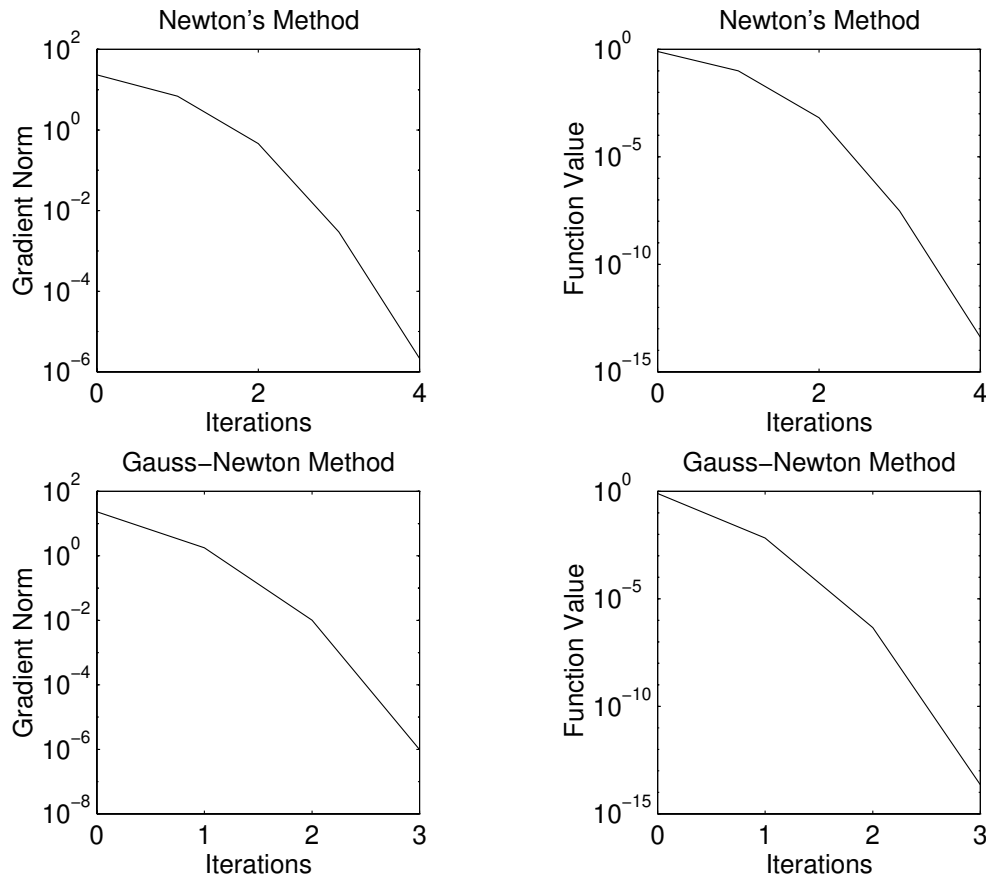 Newton's Method
Gradient Norm
10^2
10^0
10^−2
10^−4
10^−6
0 2 4
Iterations
Newton's Method
Function Value
10^0
10^−5
10^−10
10^−15
0 2 4
Iterations
Gauss−Newton Method
Gradient Norm
10^2
10^0
10^−2
10^−4
10^−6
10^−8
0 1 2 3
Iterations
Gauss−Newton Method
Function Value
10^0
10^−5
10^−10
10^−15
0 1 2 3
Iterations